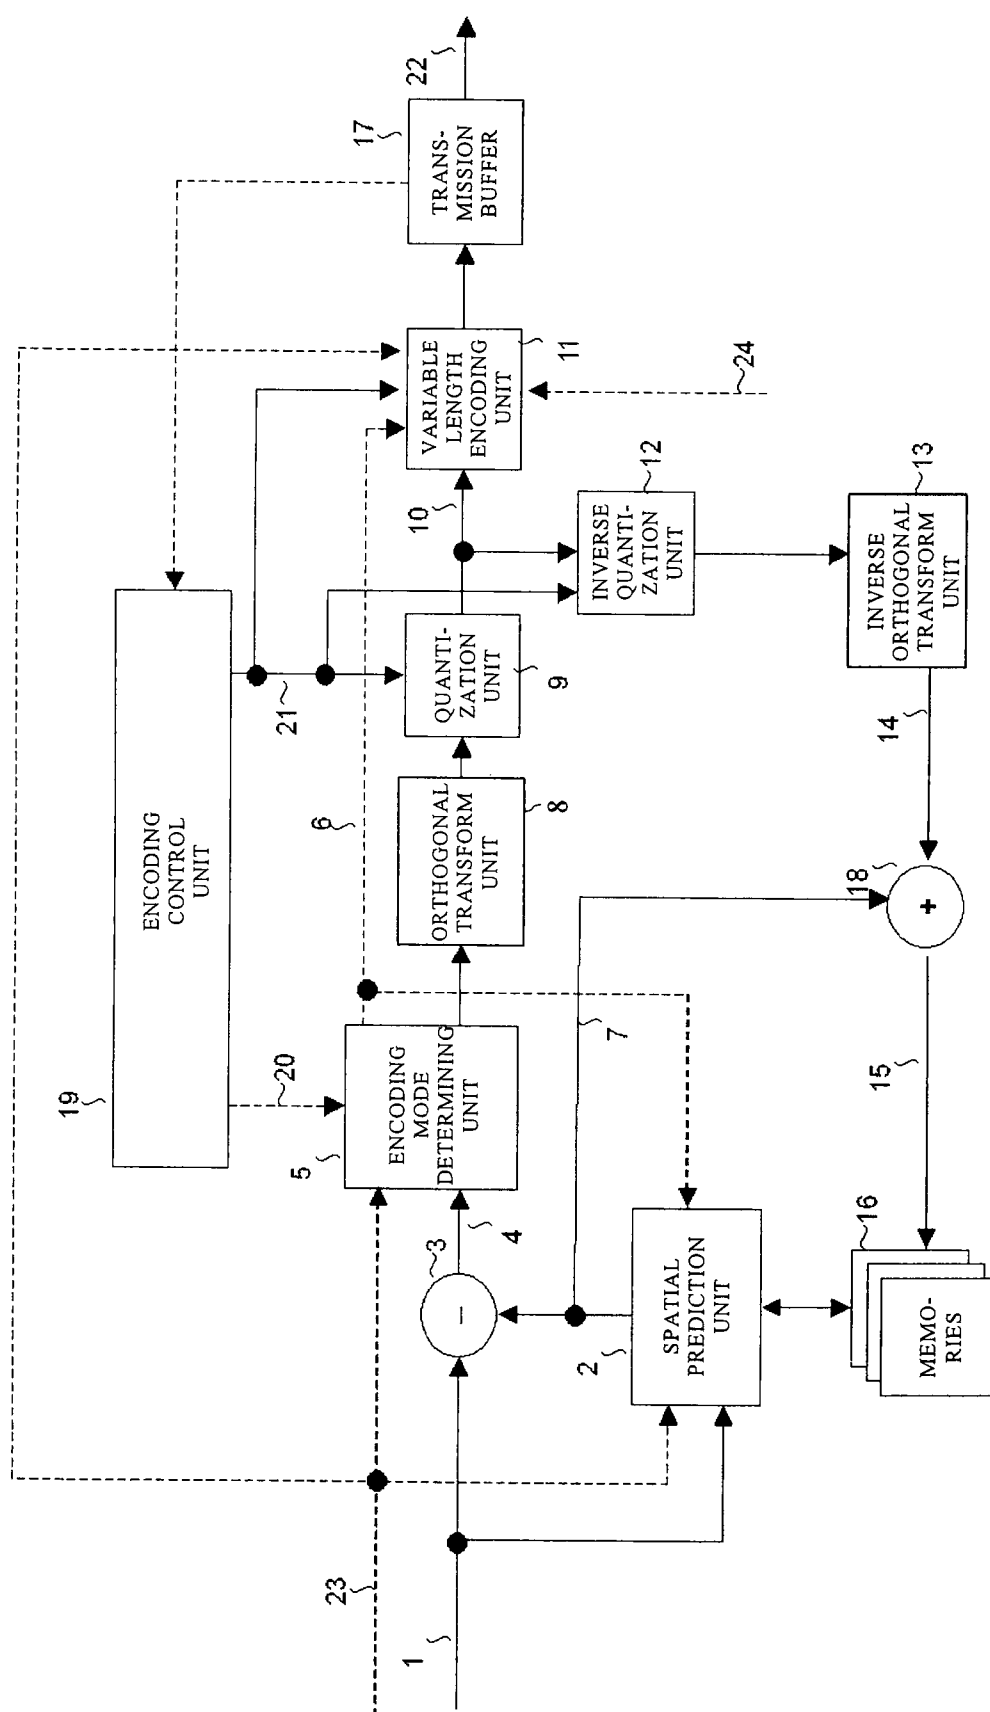 22
17
TRANS-
MISSION
BUFFER
11
VARIABLE
LENGTH
ENCODING
UNIT
24
10
12
INVERSE
QUANTI-
ZATION
UNIT
13
INVERSE
ORTHOGONAL
TRANSFORM
UNIT
19
ENCODING
CONTROL
UNIT
21
QUANTI-
ZATION
UNIT
9
6
ORTHOGONAL
TRANSFORM
UNIT
8
14
18
+
20
5
ENCODING
MODE
DETERMINING
UNIT
7
15
3
4
−
2
SPATIAL
PREDICTION
UNIT
16
MEMO-
RIES
23
1